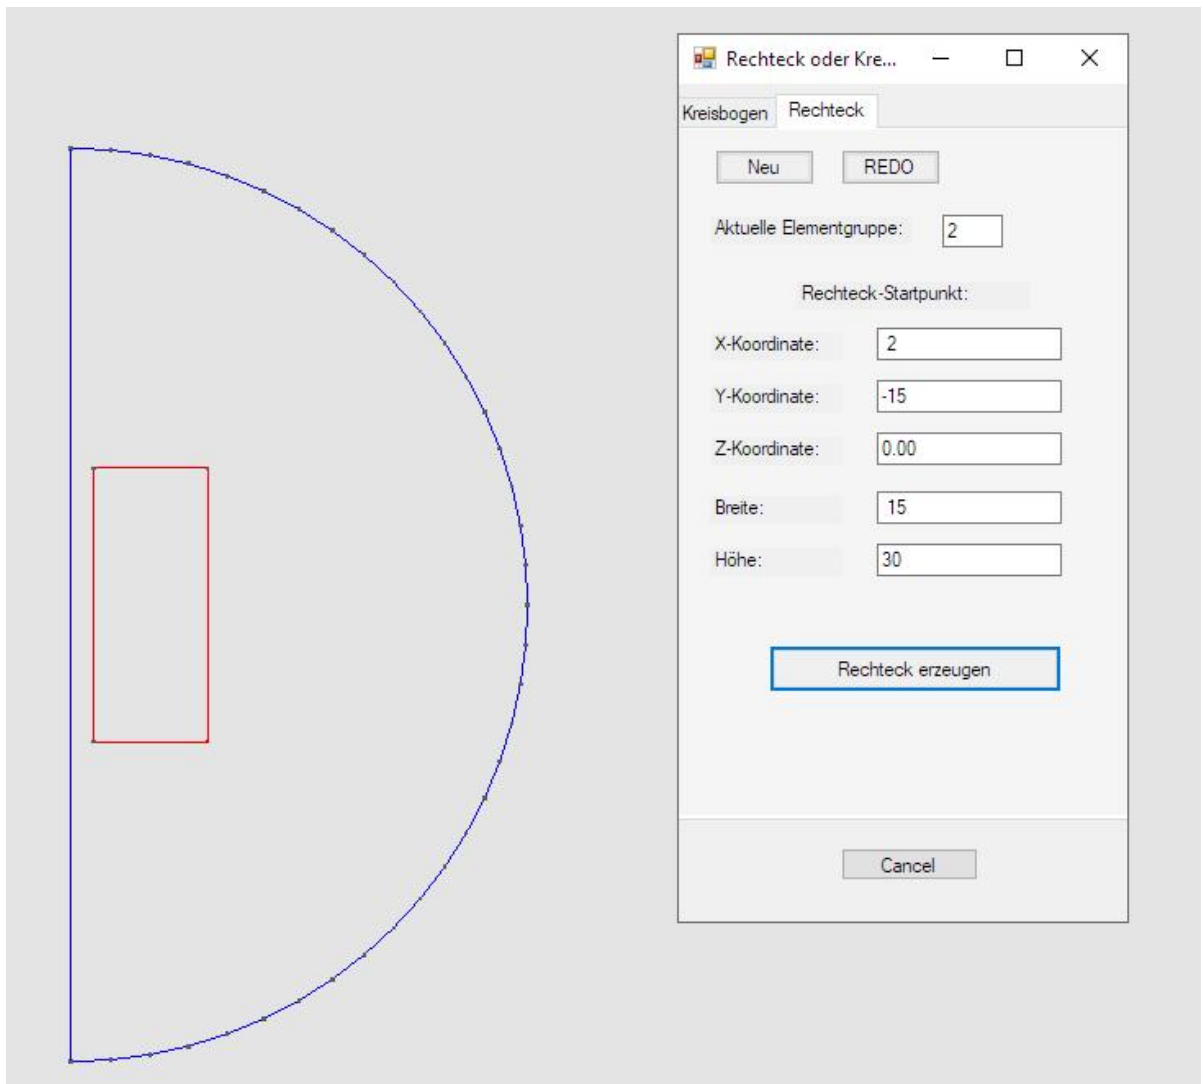 Rechteck oder Kre...
Kreisbogen Rechteck
Neu REDO
Aktuelle Elementgruppe: 2
Rechteck-Startpunkt:
X-Koordinate: 2
Y-Koordinate: -15
Z-Koordinate: 0.00
Breite: 15
Höhe: 30
Rechteck erzeugen
Cancel